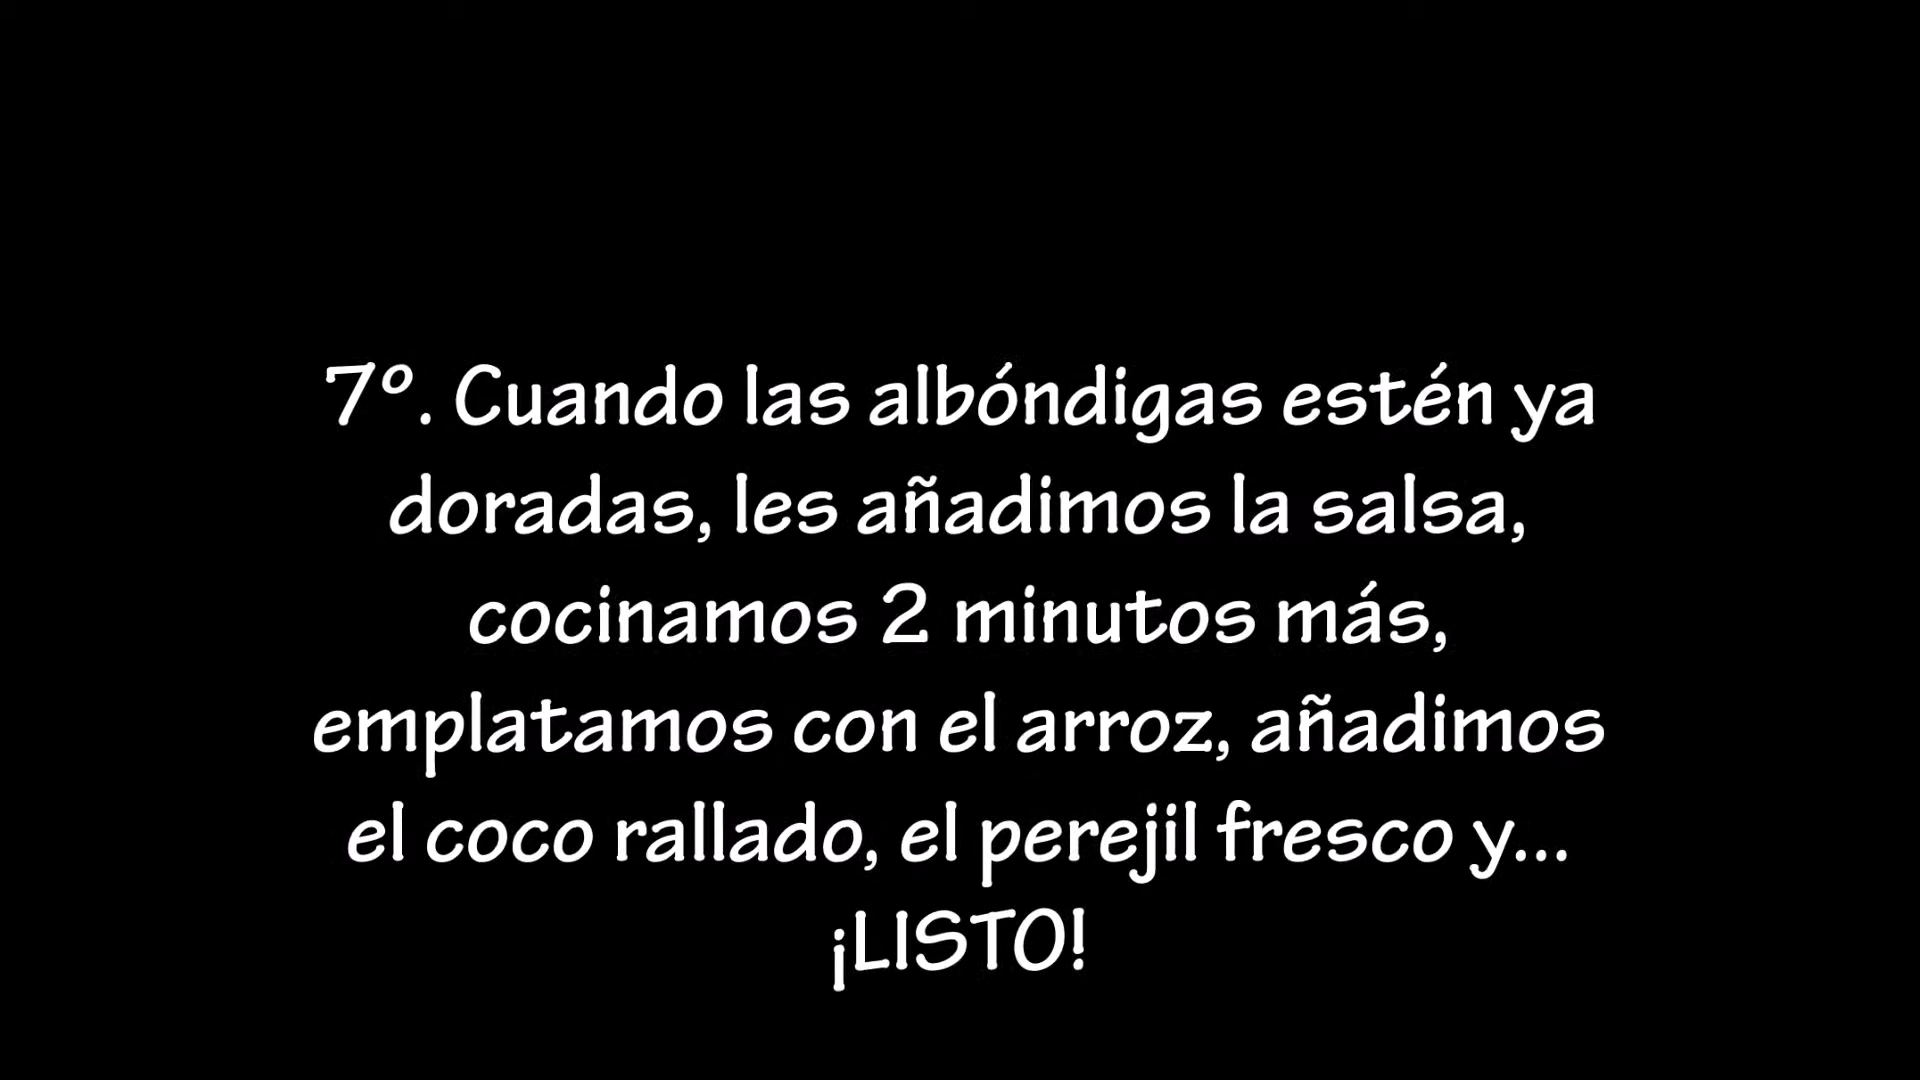 7º. Cuando las albóndigas estén ya
doradas, les añadimos la salsa,
cocinamos 2 minutos más,
emplatamos con el arroz, añadimos
el coco rallado, el perejil fresco y...
¡LISTO!